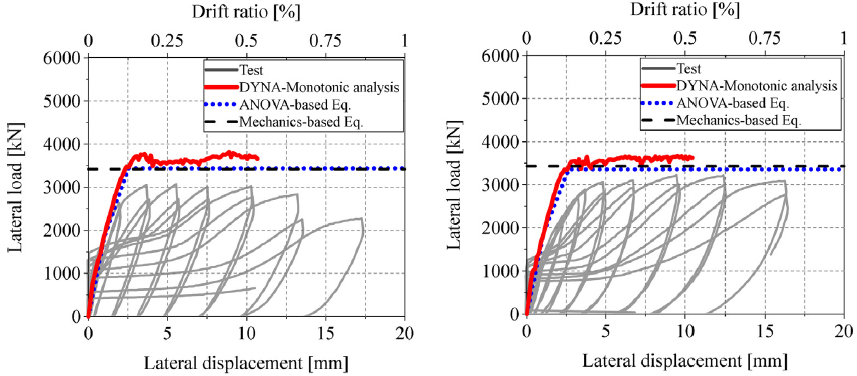 Drift ratio [%]
0 0.25 0.5 0.75 1
6000
5000
4000
3000
2000
1000
0
Lateral load [kN]
Test
DYNA-Monotonic analysis
ANOVA-based Eq.
Mechanics-based Eq.
0 5 10 15 20
Lateral displacement [mm]
Drift ratio [%]
0 0.25 0.5 0.75 1
6000
5000
4000
3000
2000
1000
0
Lateral load [kN]
Test
DYNA-Monotonic analysis
ANOVA-based Eq.
Mechanics-based Eq.
0 5 10 15 20
Lateral displacement [mm]